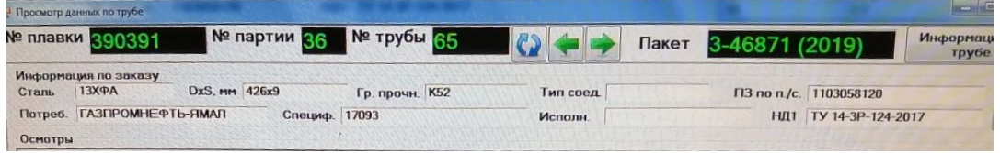 Просмотр данных по трубе
№ плавки 390391 № партии 36 № трубы 65 Пакет 3-46871 (2019)
трубе
Информация по заказу
Сталь 13ХФА DxS, мм 426x9 Гр. прочн. K52 Тип соед. ПЗ по п./с. 1103058120
Потреб. ГАЗПРОМНЕФТЬ-ЯМАЛ Специф. 17093 Исполн. НД1 ТУ 14-3Р-124-2017
Осмотры